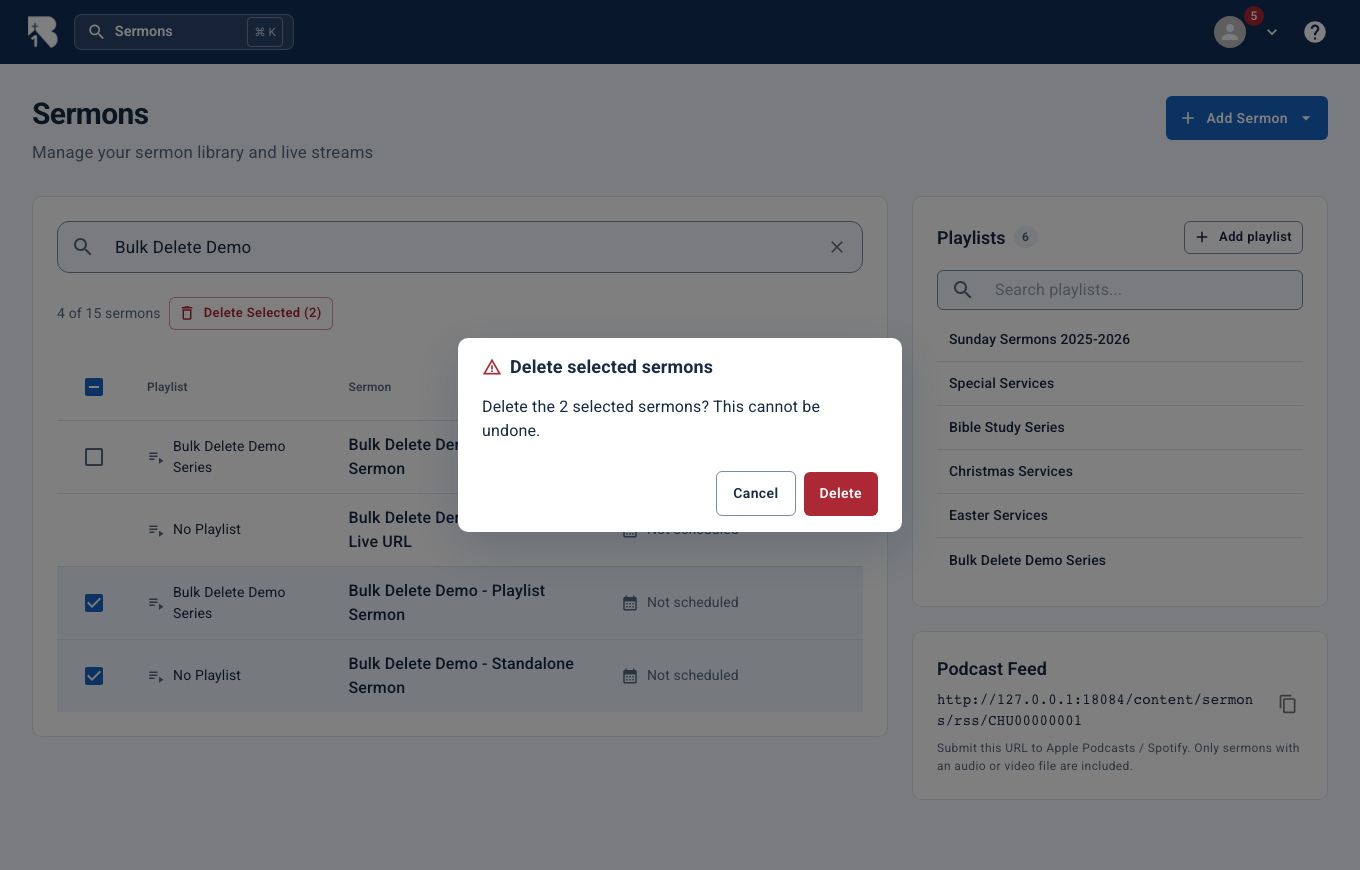 Sermons
⌘ K
5
Sermons
Manage your sermon library and live streams
Add Sermon
Bulk Delete Demo
4 of 15 sermons
Delete Selected (2)
Playlist
Sermon
Bulk Delete Demo
Series
Bulk Delete
Sermon
No Playlist
Bulk Delete
Live URL
Not scheduled
Bulk Delete Demo
Series
Bulk Delete Demo - Playlist
Sermon
Not scheduled
No Playlist
Bulk Delete Demo - Standalone
Sermon
Not scheduled
Delete selected sermons
Delete the 2 selected sermons? This cannot be
undone.
Cancel
Delete
Playlists
6
Add playlist
Search playlists...
Sunday Sermons 2025-2026
Special Services
Bible Study Series
Christmas Services
Easter Services
Bulk Delete Demo Series
Podcast Feed
http://127.0.0.1:18084/content/sermon
s/rss/CHU00000001
Submit this URL to Apple Podcasts / Spotify. Only sermons with
an audio or video file are included.